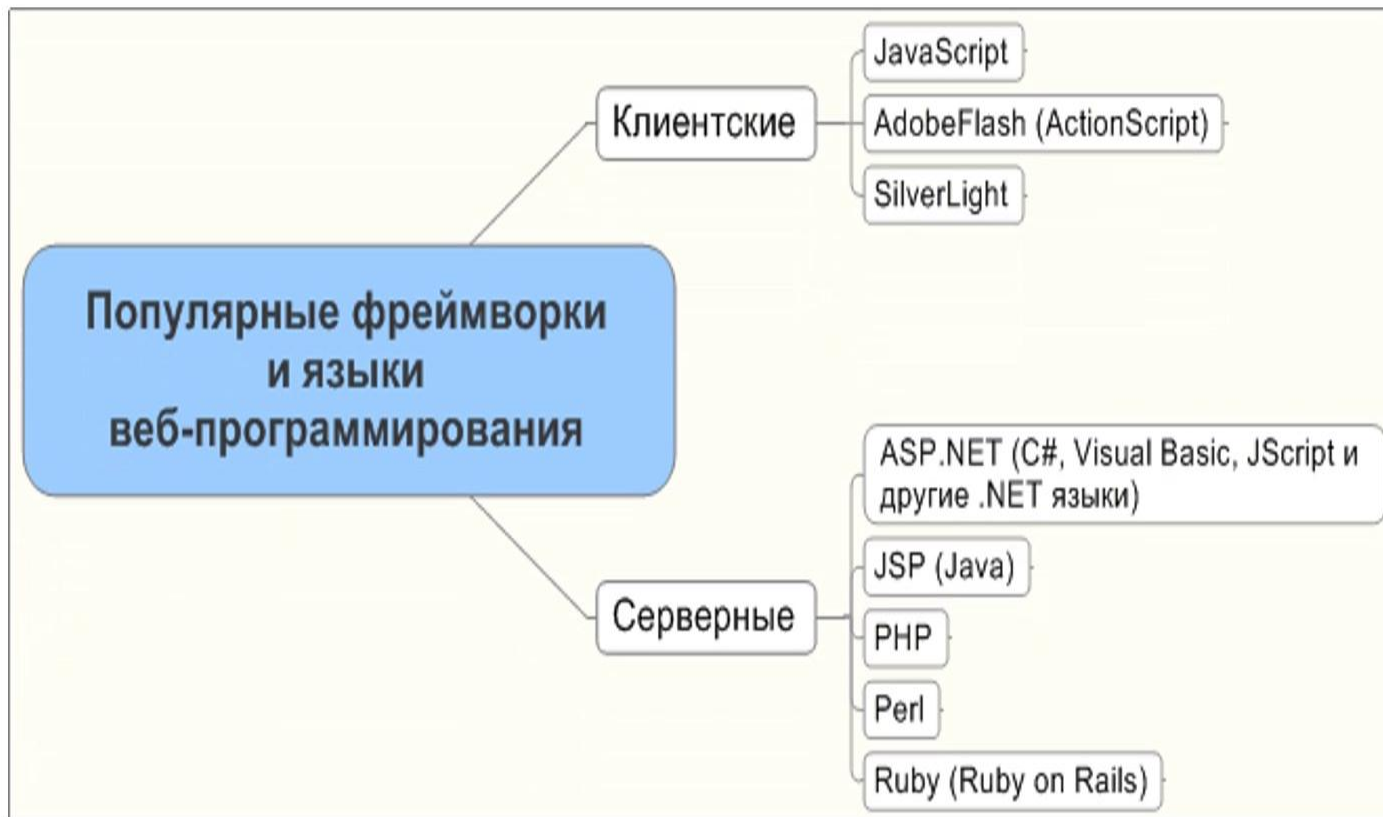 Популярные фреймворки
и языки
веб-программирования
Клиентские
JavaScript
AdobeFlash (ActionScript)
SilverLight
Серверные
ASP.NET (C#, Visual Basic, JScript и
другие .NET языки)
JSP (Java)
PHP
Perl
Ruby (Ruby on Rails)